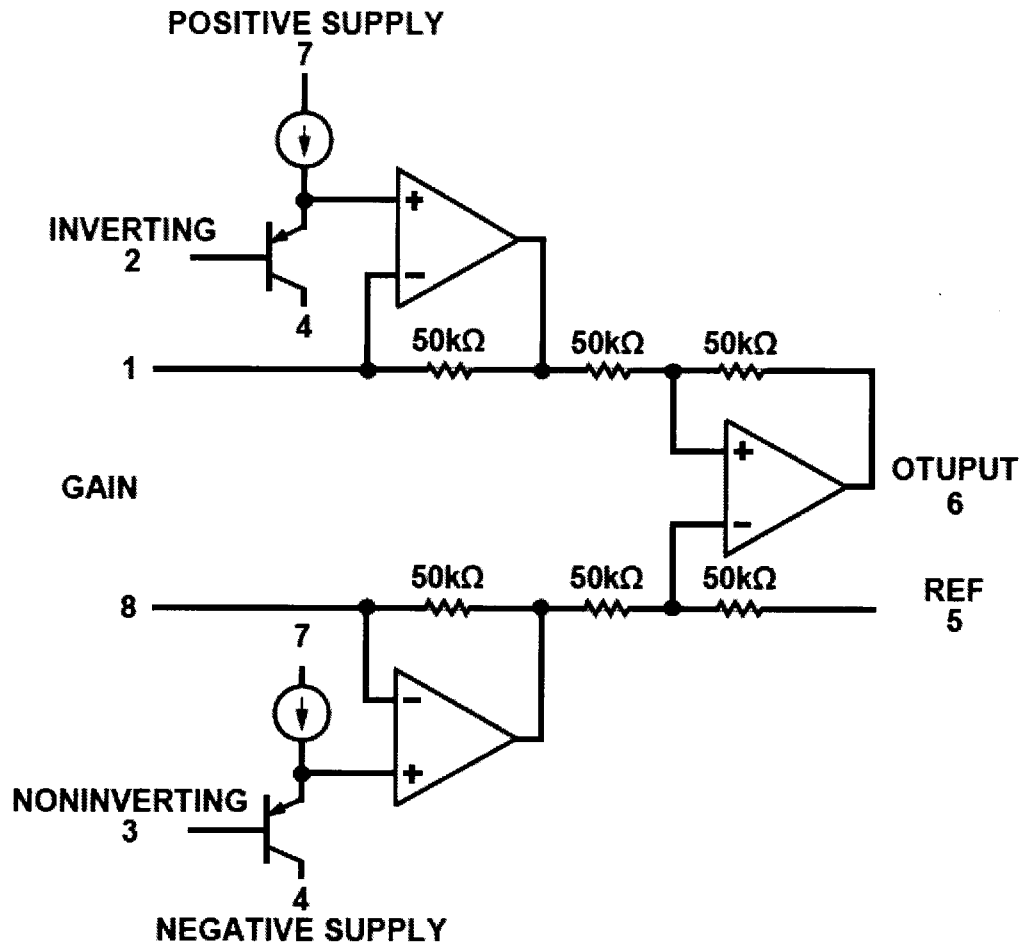 POSITIVE SUPPLY
7
+
INVERTING
2
−
4
50kΩ 50kΩ 50kΩ
1
+
OTUPUT
6
GAIN
−
50kΩ 50kΩ 50kΩ
REF
5
8
7
−
+
NONINVERTING
3
4
NEGATIVE SUPPLY